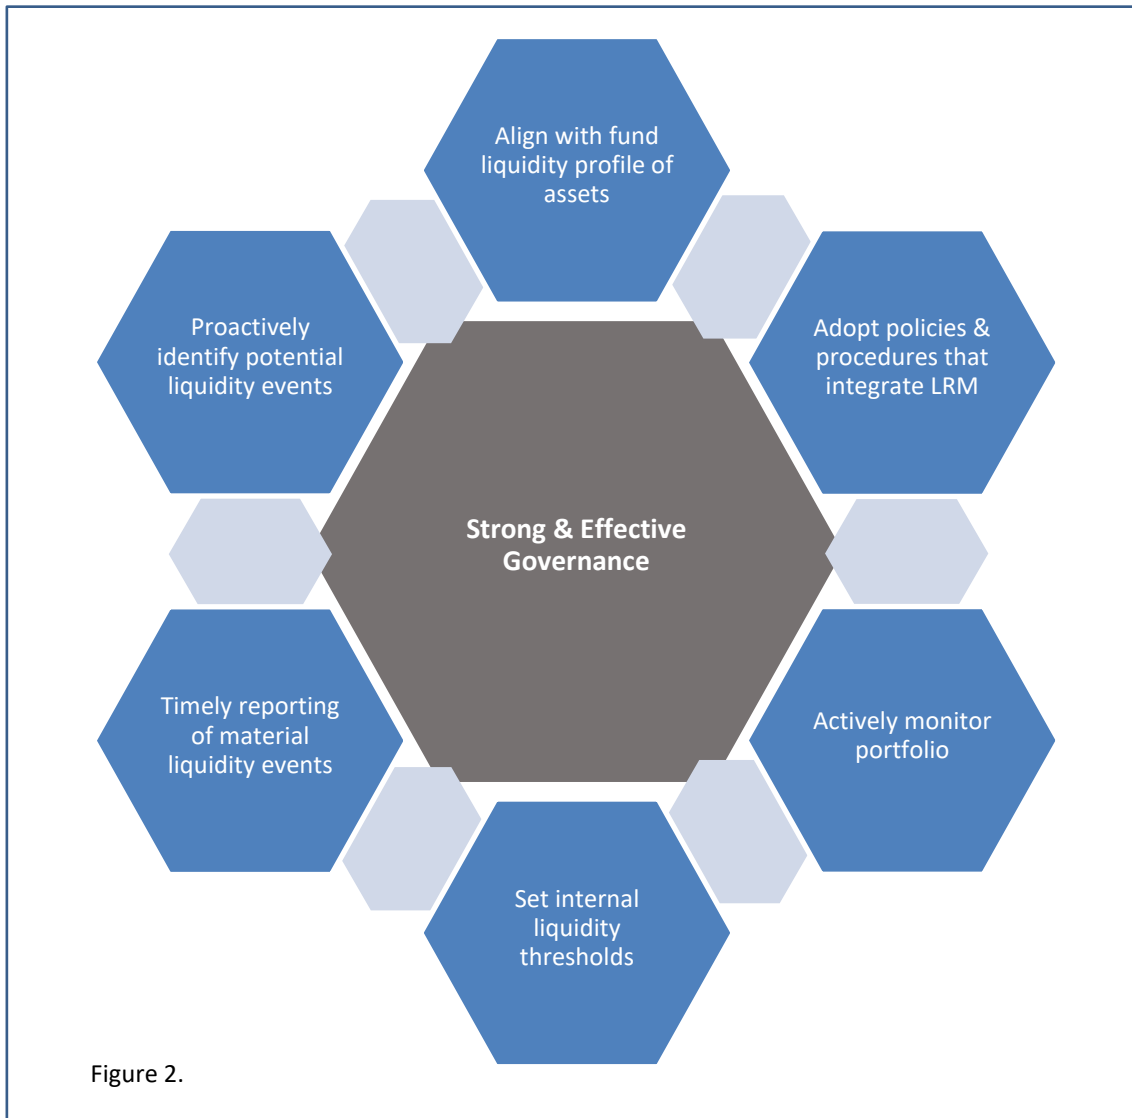 Align with fund
liquidity profile of
assets
Adopt policies &
procedures that
integrate LRM
Actively monitor
portfolio
Set internal
liquidity
thresholds
Timely reporting
of material
liquidity events
Proactively
identify potential
liquidity events
Strong & Effective
Governance
Figure 2.